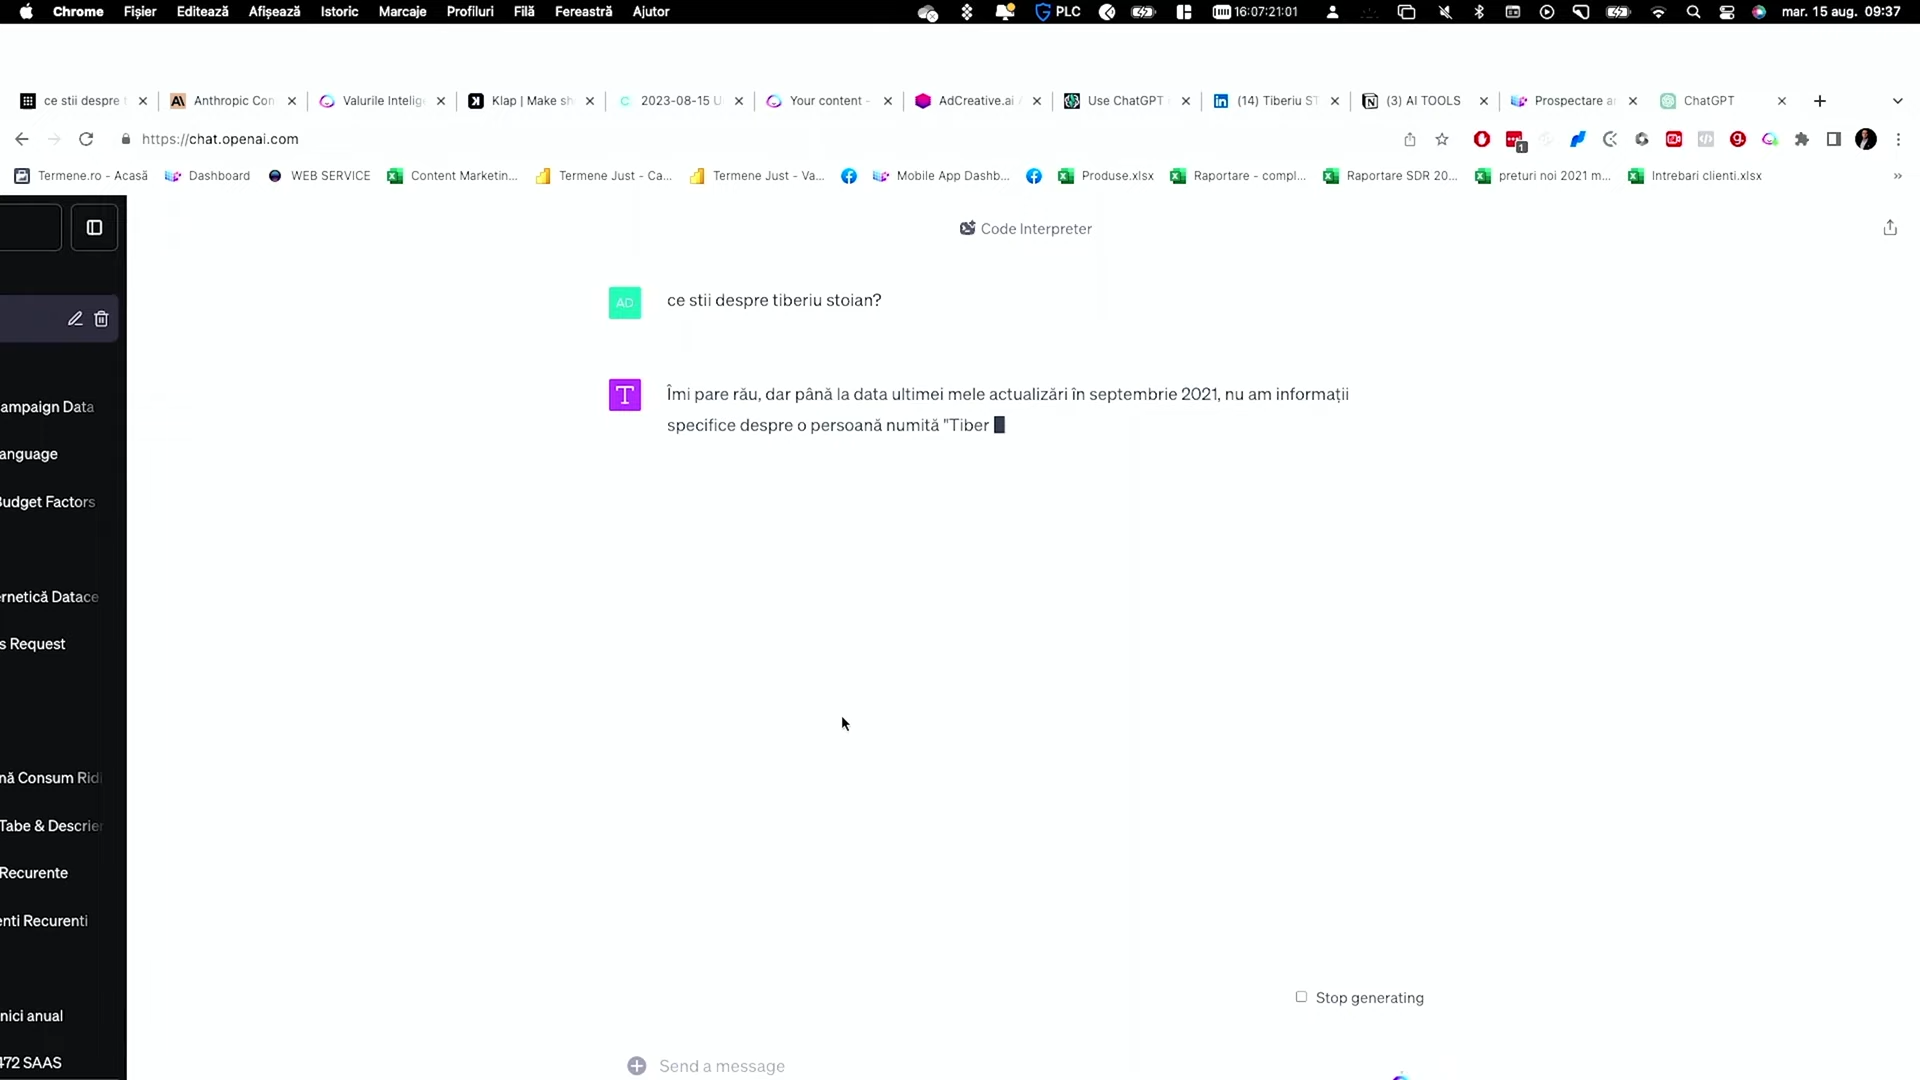 Chrome Fișier Editează Afișează Istoric Marcaje Profiluri Filă Fereastră Ajutor PLC 16:07:21:01 mar. 15 aug. 09:37
ce stii despre t Anthropic Con Valurile Intelig Klap | Make sh 2023-08-15 U Your content - AdCreative.ai Use ChatGPT (14) Tiberiu ST (3) AI TOOLS Prospectare a ChatGPT
https://chat.openai.com
1
Termene.ro - Acasă Dashboard WEB SERVICE Content Marketin... Termene Just - Ca... Termene Just - Va... Mobile App Dashb... Produse.xlsx Raportare - compl... Raportare SDR 20... preturi noi 2021 m... Intrebari clienti.xlsx »
Code Interpreter
AD ce stii despre tiberiu stoian?
T Îmi pare rău, dar până la data ultimei mele actualizări în septembrie 2021, nu am informații
specifice despre o persoană numită "Tiber
ampaign Data
anguage
Budget Factors
rnetică Datace
s Request
nă Consum Ridi
Tabe & Descrier
Recurente
enti Recurenti
nici anual
472 SAAS
Stop generating
Send a message